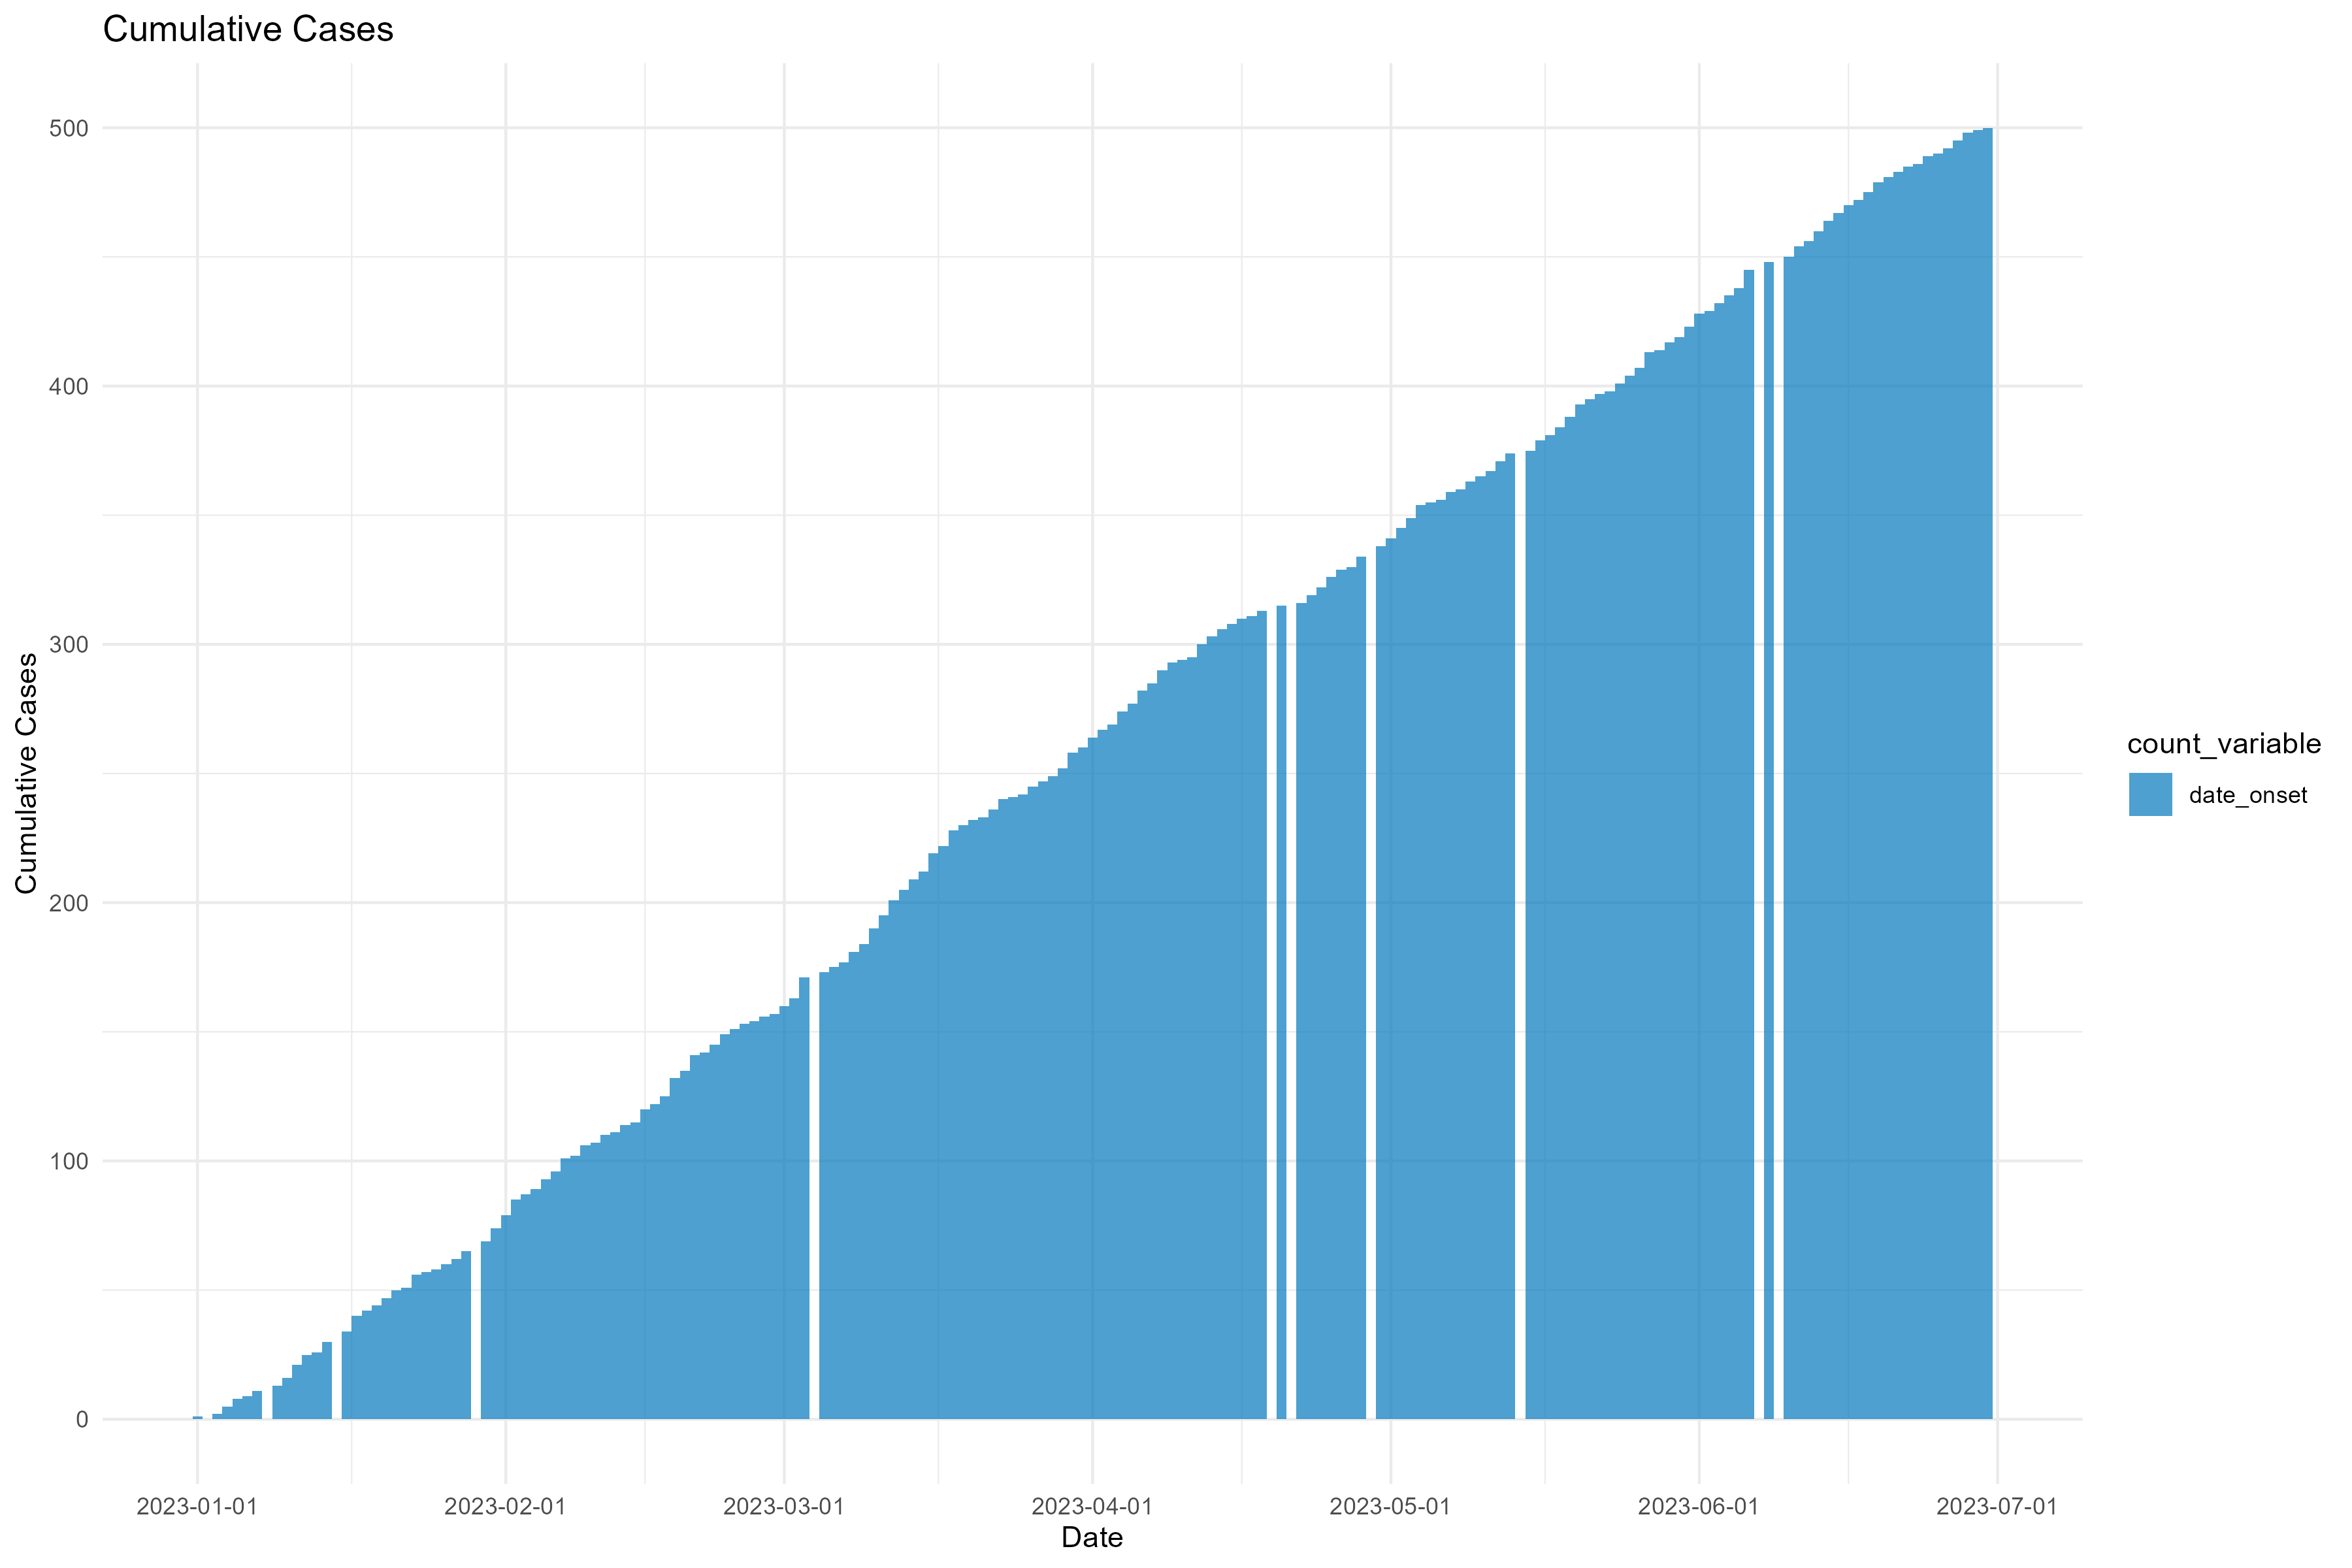 Cumulative Cases
500
400
300
200
100
0
Cumulative Cases
2023-01-01
2023-02-01
2023-03-01
2023-04-01
2023-05-01
2023-06-01
2023-07-01
Date
count_variable
date_onset